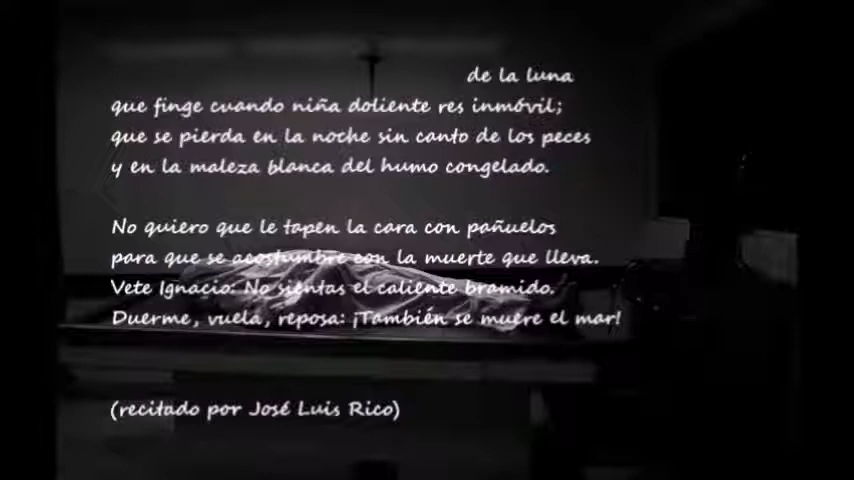 de la luna
que finge cuando niña doliente res inmóvil;
que se pierda en la noche sin canto de los peces
y en la maleza blanca del humo congelado.
No quiero que le tapen la cara con pañuelos
para que se acostumbre con la muerte que lleva.
Vete Ignacio: No sientas el caliente bramido.
Duerme, vuela, reposa: ¡También se muere el mar!
(recitado por José Luis Rico)